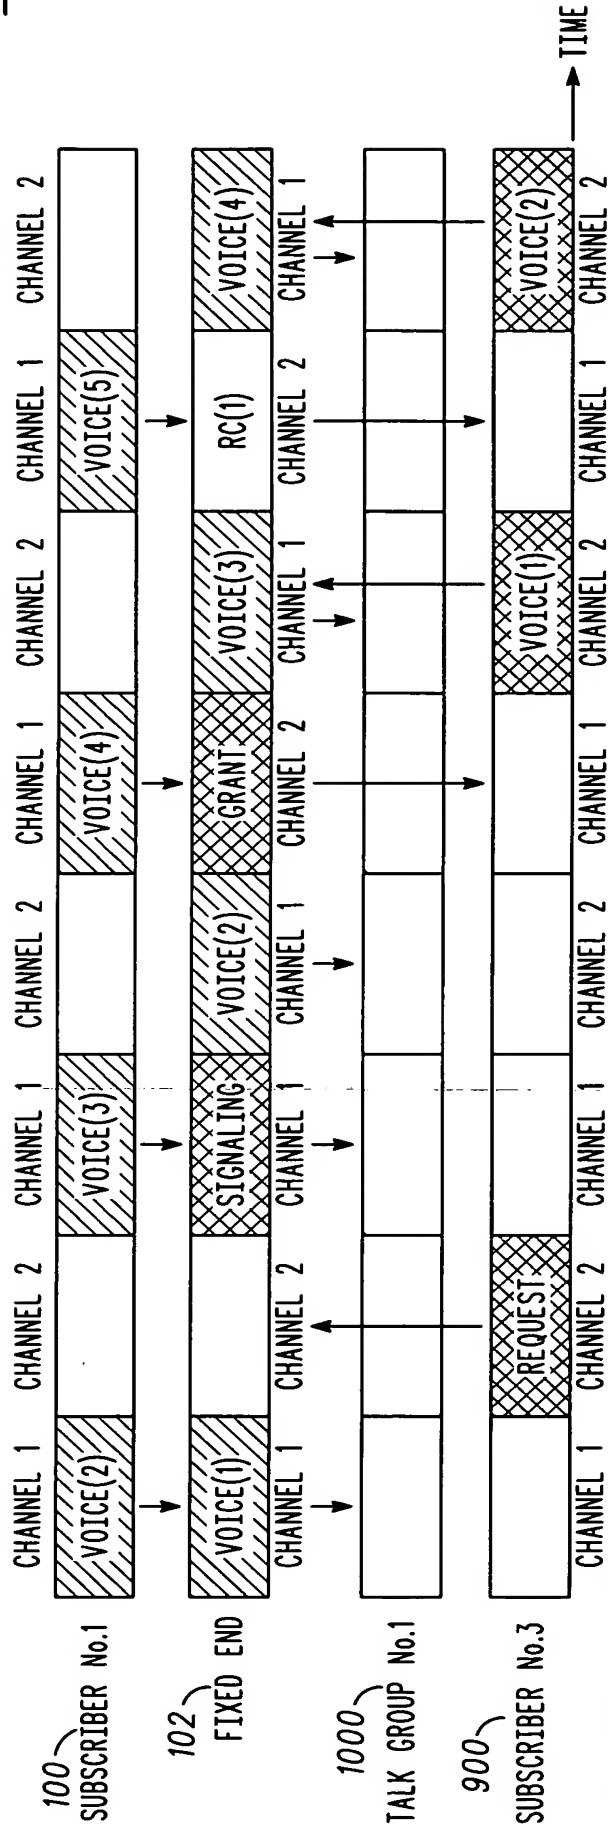 CHANNEL 1 CHANNEL 2 CHANNEL 1 CHANNEL 2 CHANNEL 1 CHANNEL 2 CHANNEL 1 CHANNEL 2
100 SUBSCRIBER No.1
VOICE(2) VOICE(3) VOICE(4) VOICE(5)
102 FIXED END
VOICE(1) SIGNALING VOICE(2) GRANT VOICE(3) RC(1) VOICE(4)
CHANNEL 1 CHANNEL 2 CHANNEL 1 CHANNEL 1 CHANNEL 2 CHANNEL 1 CHANNEL 2 CHANNEL 1
1000 TALK GROUP No.1
900 SUBSCRIBER No.3
REQUEST VOICE(1) VOICE(2)
CHANNEL 1 CHANNEL 2 CHANNEL 1 CHANNEL 2 CHANNEL 1 CHANNEL 2 CHANNEL 1 CHANNEL 2
TIME